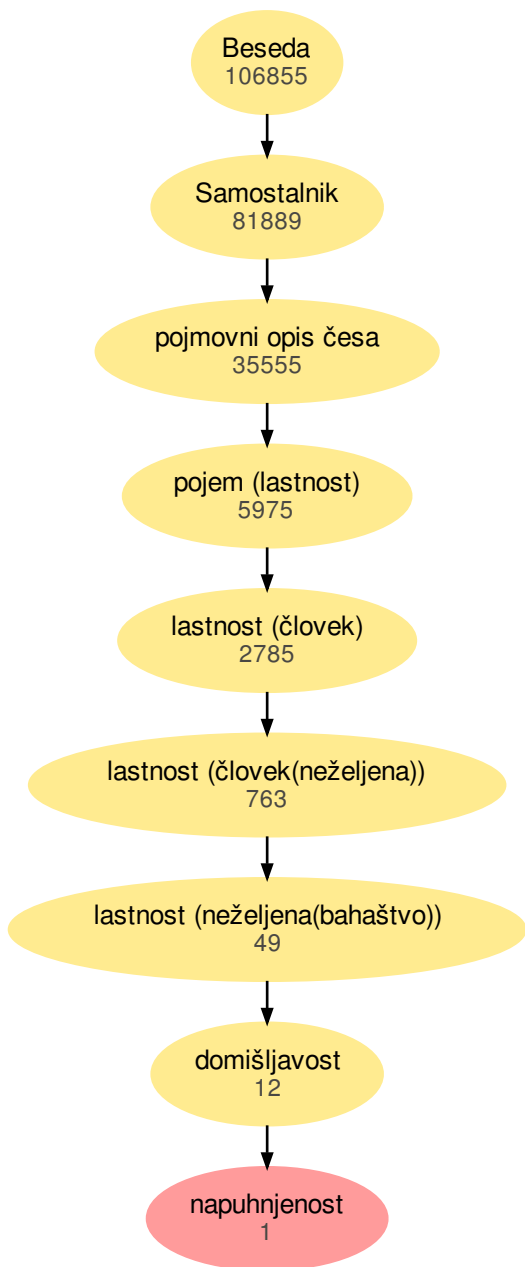 Beseda
106855
Samostalnik
81889
pojmovni opis česa
35555
pojem (lastnost)
5975
lastnost (človek)
2785
lastnost (človek(neželjena))
763
lastnost (neželjena(bahaštvo))
49
domišljavost
12
napuhnjenost
1